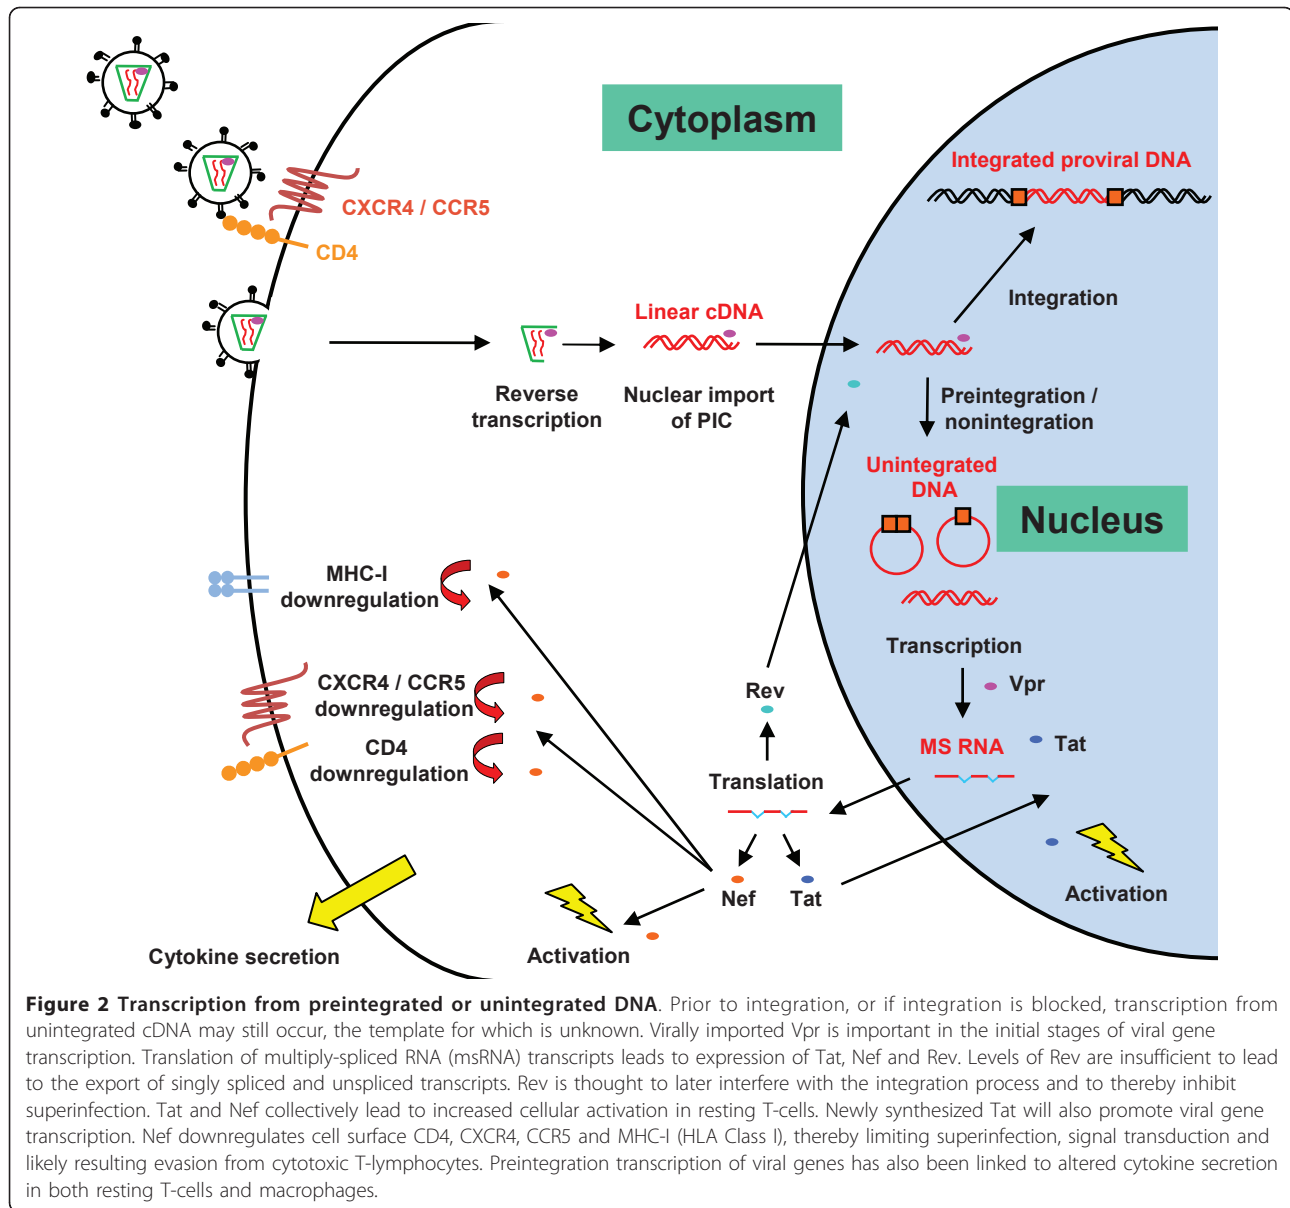 Cytoplasm
Integrated proviral DNA
CXCR4 / CCR5
CD4
Integration
Linear cDNA
Reverse
transcription
Nuclear import
of PIC
Preintegration /
nonintegration
Unintegrated
DNA
Nucleus
MHC-I
downregulation
Transcription
Vpr
CXCR4 / CCR5
downregulation
Rev
CD4
downregulation
MS RNA
Tat
Translation
Nef
Tat
Activation
Cytokine secretion
Activation
Figure 2 Transcription from preintegrated or unintegrated DNA. Prior to integration, or if integration is blocked, transcription from
unintegrated cDNA may still occur, the template for which is unknown. Virally imported Vpr is important in the initial stages of viral gene
transcription. Translation of multiply-spliced RNA (msRNA) transcripts leads to expression of Tat, Nef and Rev. Levels of Rev are insufficient to lead
to the export of singly spliced and unspliced transcripts. Rev is thought to later interfere with the integration process and to thereby inhibit
superinfection. Tat and Nef collectively lead to increased cellular activation in resting T-cells. Newly synthesized Tat will also promote viral gene
transcription. Nef downregulates cell surface CD4, CXCR4, CCR5 and MHC-I (HLA Class I), thereby limiting superinfection, signal transduction and
likely resulting evasion from cytotoxic T-lymphocytes. Preintegration transcription of viral genes has also been linked to altered cytokine secretion
in both resting T-cells and macrophages.